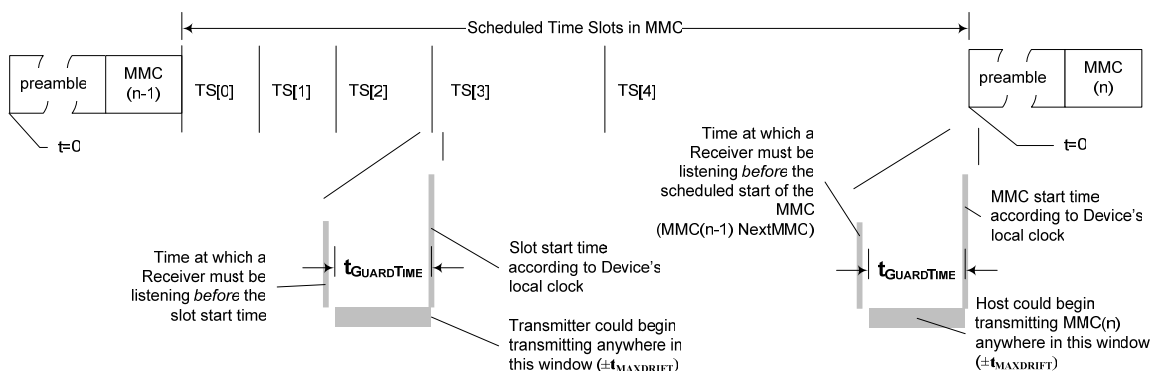 Scheduled Time Slots in MMC
preamble
MMC
(n-1)
TS[0]
TS[1]
TS[2]
TS[3]
TS[4]
preamble
MMC
(n)
t=0
t=0
Time at which a
Receiver must be
listening before the
scheduled start of the
MMC
(MMC(n-1) NextMMC)
MMC start time
according to Device's
local clock
Time at which a
Receiver must be
listening before the
slot start time
tGUARDTIME
Slot start time
according to Device's
local clock
tGUARDTIME
Transmitter could begin
transmitting anywhere in
this window (±tMAXDRIFT)
Host could begin
transmitting MMC(n)
anywhere in this window
(±tMAXDRIFT)